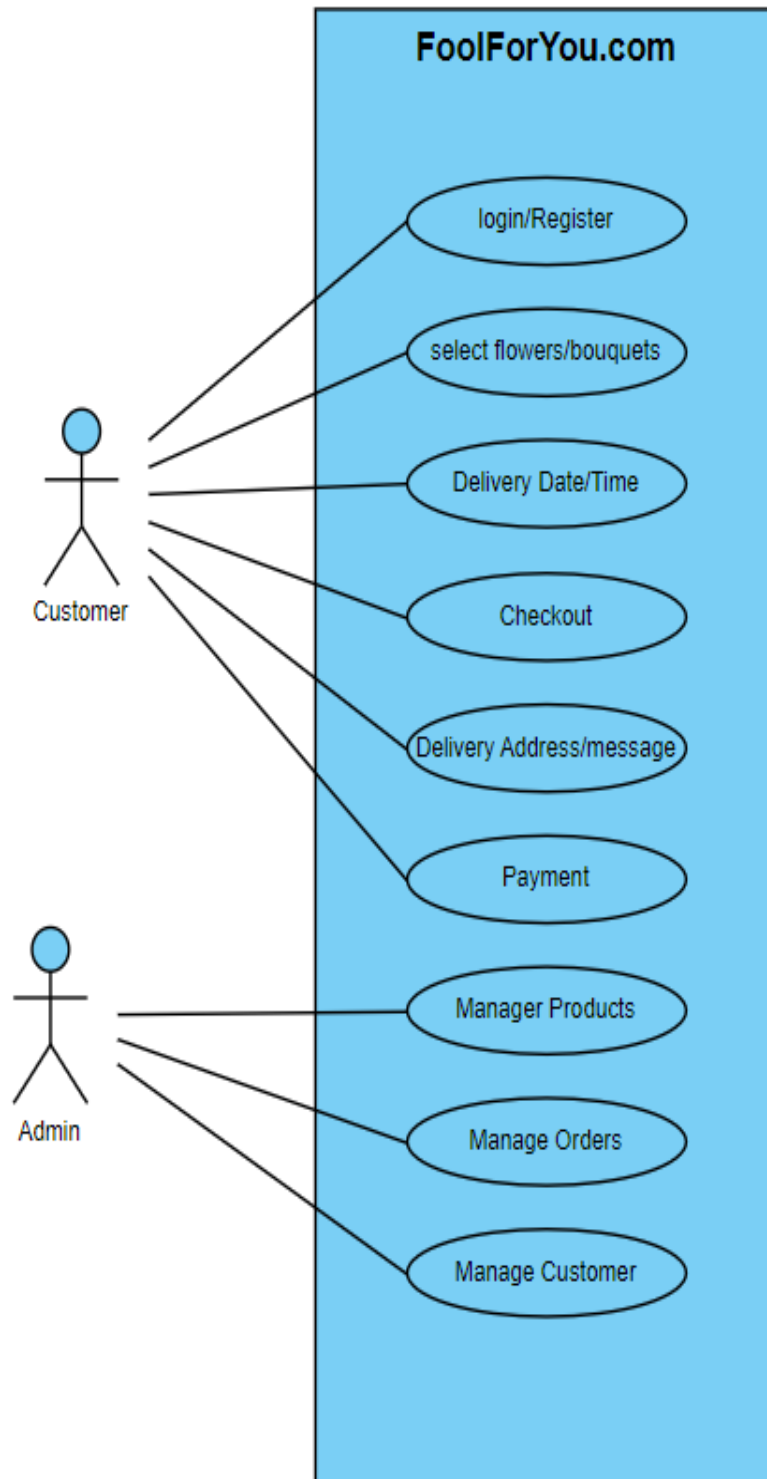 FoolForYou.com
login/Register
select flowers/bouquets
Delivery Date/Time
Customer
Checkout
Delivery Address/message
Payment
Manager Products
Admin
Manage Orders
Manage Customer